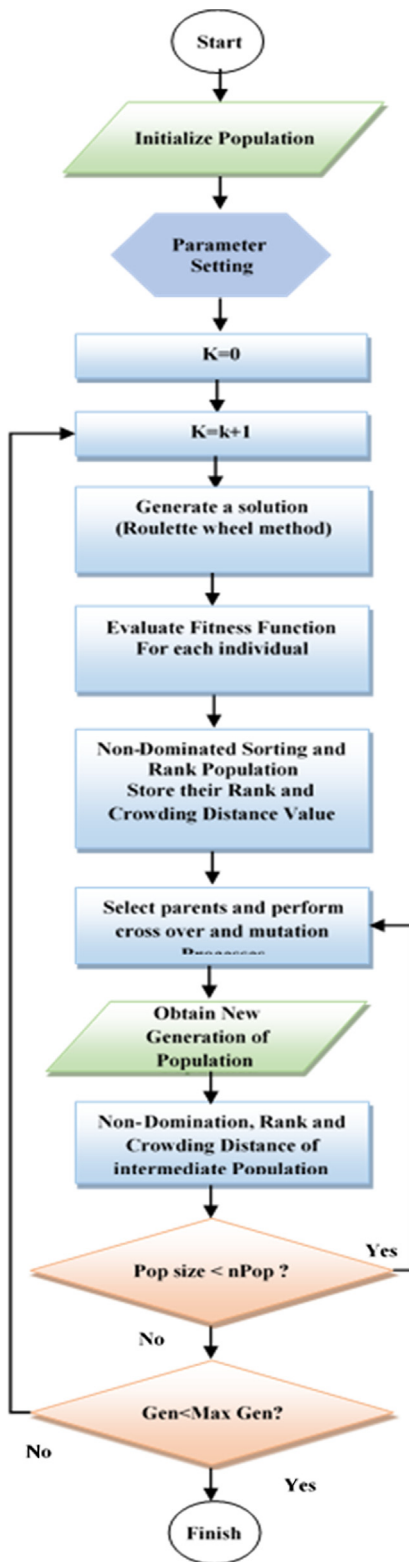 Start
Initialize Population
Parameter
Setting
K=0
K=k+1
Generate a solution
(Roulette wheel method)
Evaluate Fitness Function
For each individual
Non-Dominated Sorting and
Rank Population
Store their Rank and
Crowding Distance Value
Select parents and perform
cross over and mutation
Processes
Obtain New
Generation of
Population
Non-Domination, Rank and
Crowding Distance of
intermediate Population
Pop size < nPop ?
Yes
No
Gen<Max Gen?
No
Yes
Finish